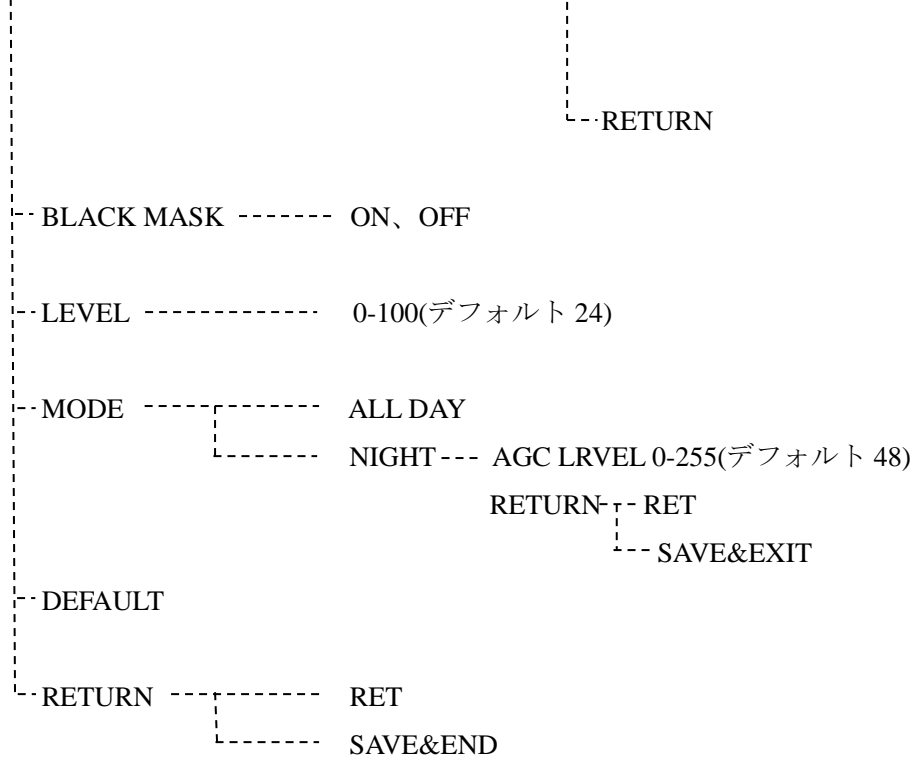 RETURN
BLACK MASK ON、OFF
LEVEL 0-100(デフォルト 24)
MODE ALL DAY
NIGHT AGC LRVEL 0-255(デフォルト 48)
RETURN RET
SAVE&EXIT
DEFAULT
RETURN RET
SAVE&END